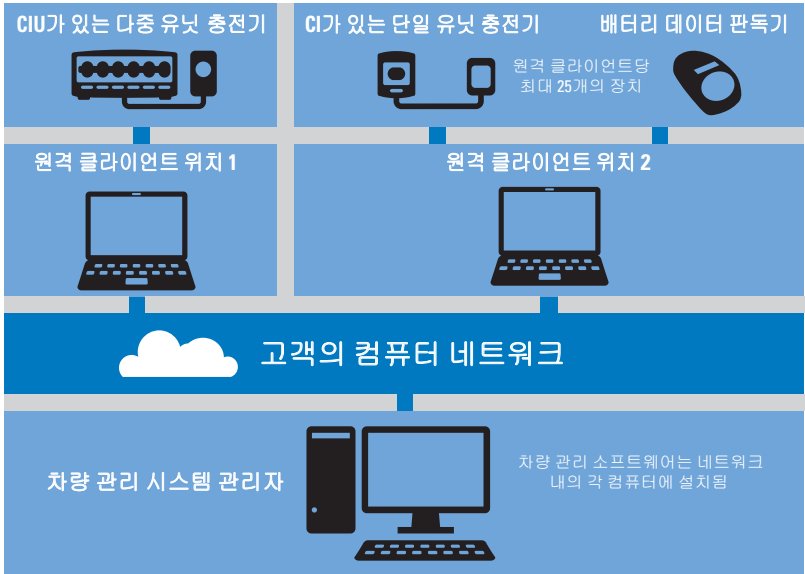 CIU가 있는 다중 유닛 충전기
CI가 있는 단일 유닛 충전기
배터리 데이터 판독기
원격 클라이언트당
최대 25개의 장치
원격 클라이언트 위치 1
원격 클라이언트 위치 2
고객의 컴퓨터 네트워크
차량 관리 시스템 관리자
차량 관리 소프트웨어는 네트워크
내의 각 컴퓨터에 설치됨